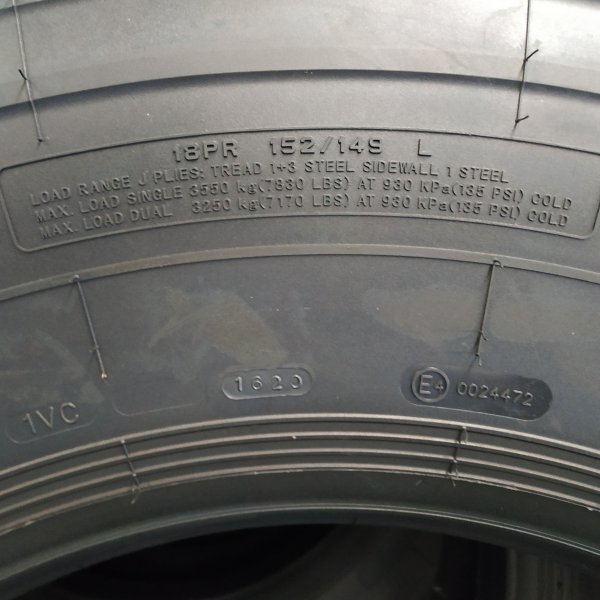 18PR 152/149 L
LOAD RANGE J PLIES: TREAD 1+3 STEEL SIDEWALL 1 STEEL
MAX. LOAD SINGLE 3550 kg(7830 LBS) AT 930 KPa(135 PSI) COLD
MAX. LOAD DUAL 3250 kg(7170 LBS) AT 930 KPa(135 PSI) COLD
1VC
1620
E4 0024472